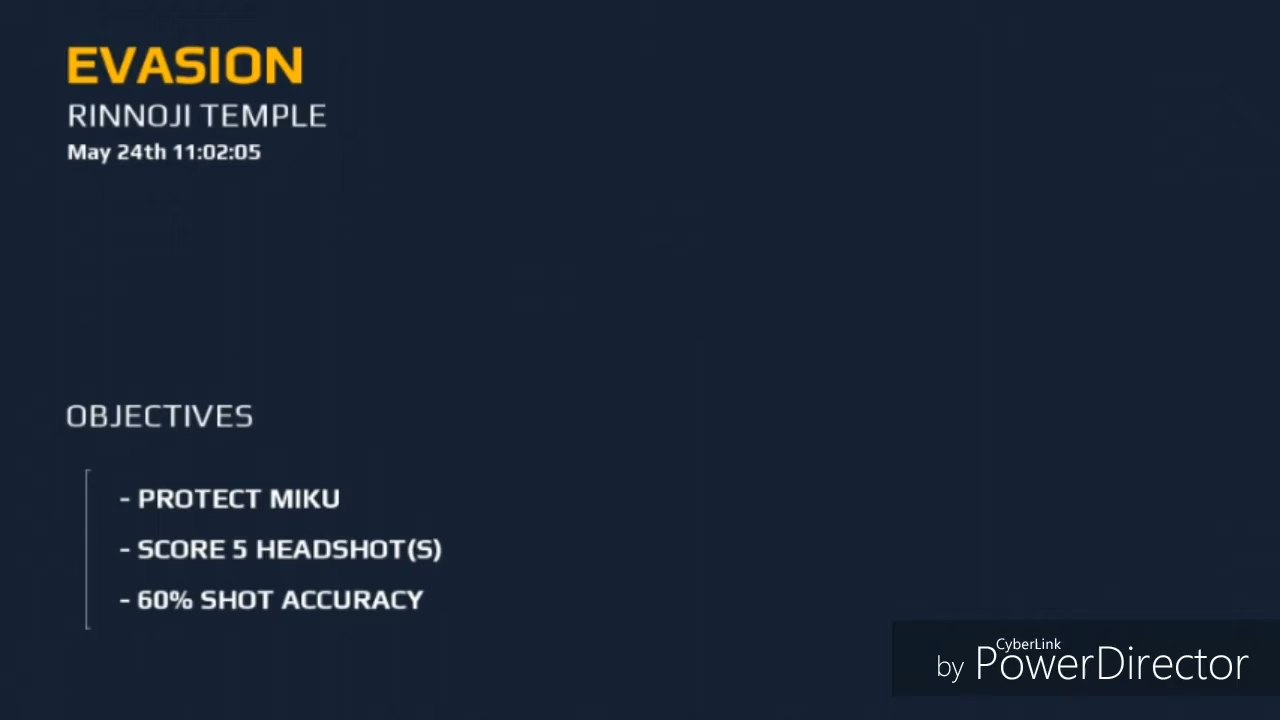 EVASION
RINNOJI TEMPLE
May 24th 11:02:05
OBJECTIVES
- PROTECT MIKU
- SCORE 5 HEADSHOT(S)
- 60% SHOT ACCURACY
CyberLink
by PowerDirector